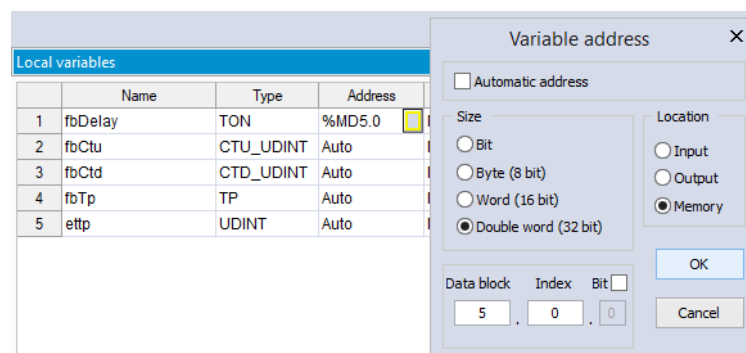 Local variables
Name Type Address
1 fbDelay TON %MD5.0
2 fbCtu CTU_UDINT Auto
3 fbCtd CTD_UDINT Auto
4 fbTp TP Auto
5 ettp UDINT Auto
Variable address
Automatic address
Size
Bit
Byte (8 bit)
Word (16 bit)
Double word (32 bit)
Location
Input
Output
Memory
Data block Index Bit
5 . 0 . 0
OK
Cancel